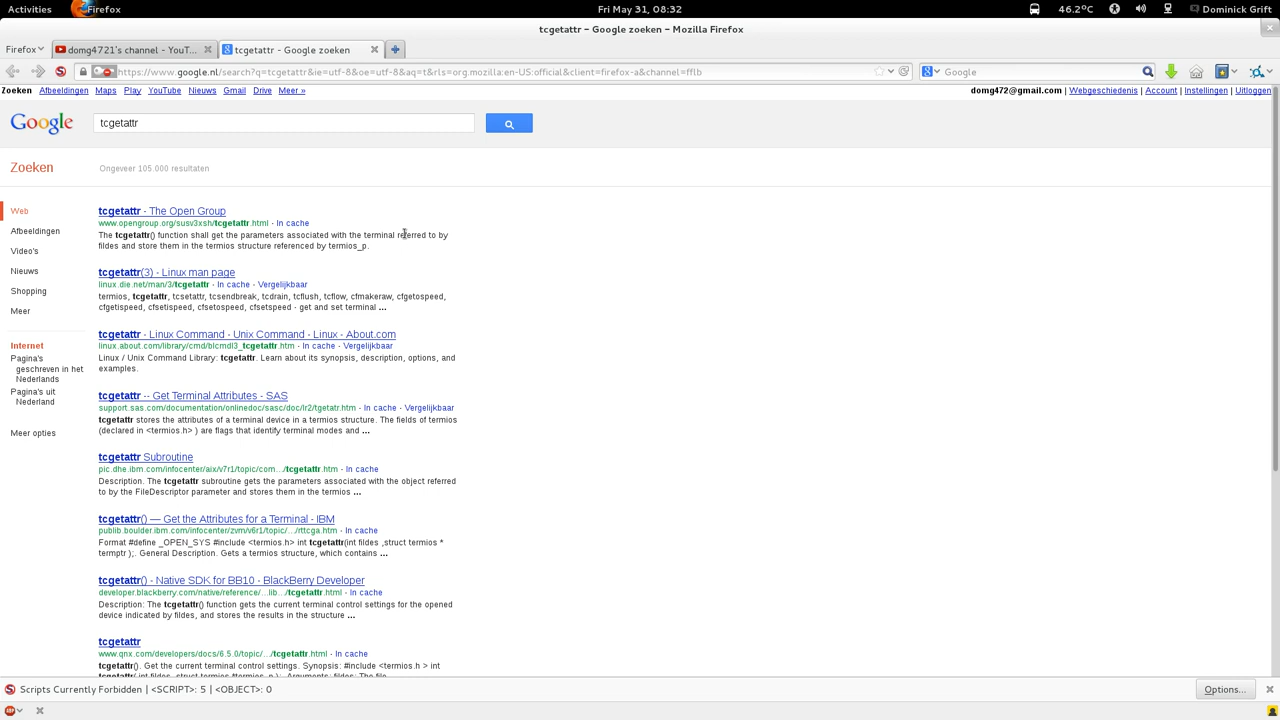 Activities Firefox Fri May 31, 08:32 46.2°C Dominick Grift
tcgetattr – Google zoeken – Mozilla Firefox
Firefox domg4721's channel - YouT... tcgetattr - Google zoeken
https://www.google.nl/search?q=tcgetattr&ie=utf-8&oe=utf-8&aq=t&rls=org.mozilla:en-US:official&client=firefox-a&channel=fflb Google
Zoeken Afbeeldingen Maps Play YouTube Nieuws Gmail Drive Meer » domg472@gmail.com | Webgeschiedenis | Account | Instellingen | Uitloggen
Google tcgetattr
Zoeken Ongeveer 105.000 resultaten
Web
Afbeeldingen
Video's
Nieuws
Shopping
Meer
Internet
Pagina's
geschreven in het
Nederlands
Pagina's uit
Nederland
Meer opties
tcgetattr - The Open Group
www.opengroup.org/susv3xsh/tcgetattr.html - In cache
The tcgetattr() function shall get the parameters associated with the terminal referred to by
fildes and store them in the termios structure referenced by termios_p.
tcgetattr(3) - Linux man page
linux.die.net/man/3/tcgetattr - In cache - Vergelijkbaar
termios, tcgetattr, tcsetattr, tcsendbreak, tcdrain, tcflush, tcflow, cfmakeraw, cfgetospeed,
cfgetispeed, cfsetispeed, cfsetospeed, cfsetspeed - get and set terminal ...
tcgetattr - Linux Command - Unix Command - Linux - About.com
linux.about.com/library/cmd/blcmdl3_tcgetattr.htm - In cache - Vergelijkbaar
Linux / Unix Command Library: tcgetattr. Learn about its synopsis, description, options, and
examples.
tcgetattr -- Get Terminal Attributes - SAS
support.sas.com/documentation/onlinedoc/sasc/doc/lr2/tgetatr.htm - In cache - Vergelijkbaar
tcgetattr stores the attributes of a terminal device in a termios structure. The fields of termios
(declared in <termios.h> ) are flags that identify terminal modes and ...
tcgetattr Subroutine
pic.dhe.ibm.com/infocenter/aix/v7r1/topic/com.../tcgetattr.htm - In cache
Description. The tcgetattr subroutine gets the parameters associated with the object referred
to by the FileDescriptor parameter and stores them in the termios ...
tcgetattr() — Get the Attributes for a Terminal - IBM
publib.boulder.ibm.com/infocenter/zvm/v6r1/topic/.../rttcga.htm - In cache
Format #define _OPEN_SYS #include <termios.h> int tcgetattr(int fildes ,struct termios *
temptr );. General Description. Gets a termios structure, which contains ...
tcgetattr() - Native SDK for BB10 - BlackBerry Developer
developer.blackberry.com/native/reference/...lib.../tcgetattr.html - In cache
Description: The tcgetattr() function gets the current terminal control settings for the opened
device indicated by fildes, and stores the results in the structure ...
tcgetattr
www.qnx.com/developers/docs/6.5.0/topic/.../tcgetattr.html - In cache
tcgetattr(). Get the current terminal control settings. Synopsis: #include <termios.h > int
tcgetattr( int fildes, struct termios *termios_p ); Arguments: fildes: The file
Scripts Currently Forbidden | <SCRIPT>: 5 | <OBJECT>: 0 Options...